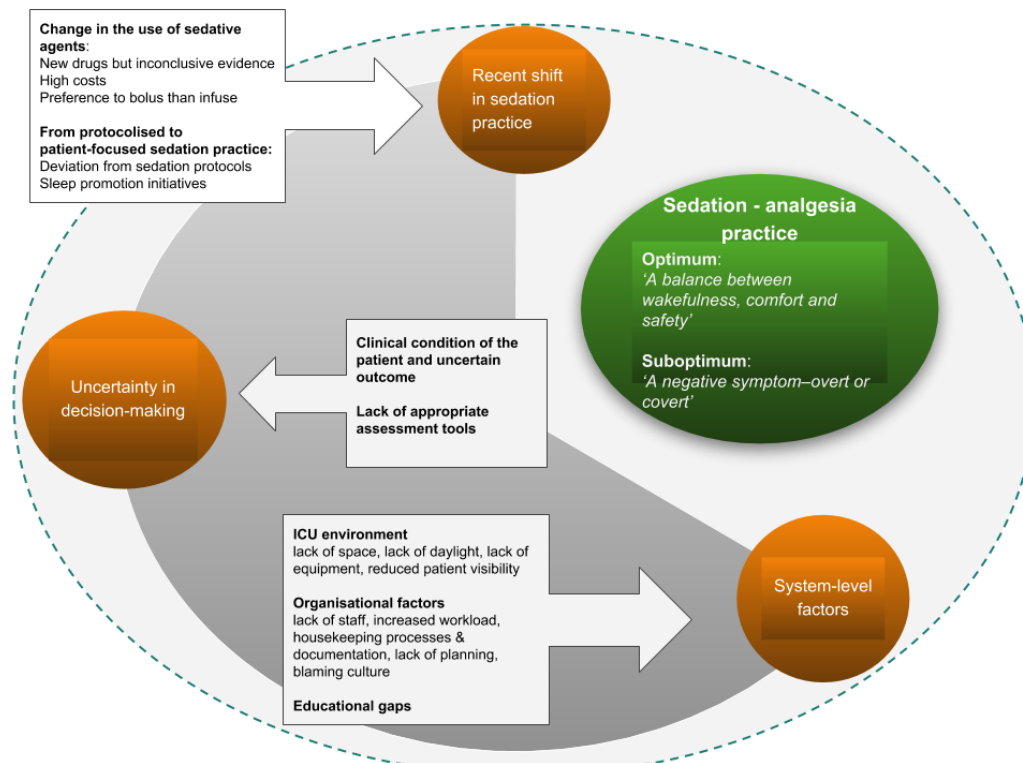 Change in the use of sedative
agents:
New drugs but inconclusive evidence
High costs
Preference to bolus than infuse
From protocolised to
patient-focused sedation practice:
Deviation from sedation protocols
Sleep promotion initiatives
Recent shift
in sedation
practice
Sedation - analgesia
practice
Optimum:
‘A balance between
wakefulness, comfort and
safety’
Suboptimum:
‘A negative symptom–overt or
covert’
Uncertainty in
decision-making
Clinical condition of the
patient and uncertain
outcome
Lack of appropriate
assessment tools
ICU environment
lack of space, lack of daylight, lack of
equipment, reduced patient visibility
Organisational factors
lack of staff, increased workload,
housekeeping processes &
documentation, lack of planning,
blaming culture
Educational gaps
System-level
factors